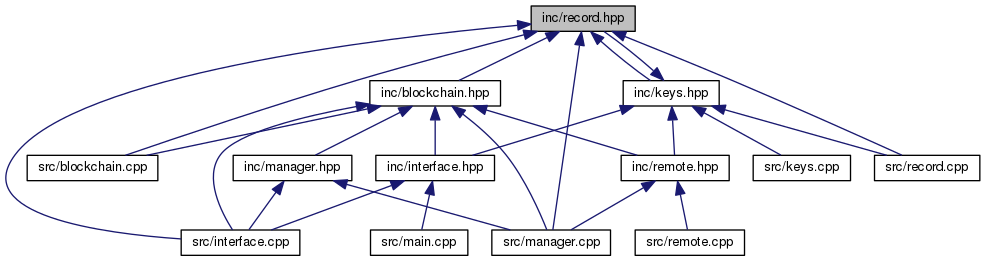 inc/record.hpp
inc/blockchain.hpp
inc/keys.hpp
src/blockchain.cpp
inc/manager.hpp
inc/interface.hpp
inc/remote.hpp
src/keys.cpp
src/record.cpp
src/interface.cpp
src/main.cpp
src/manager.cpp
src/remote.cpp